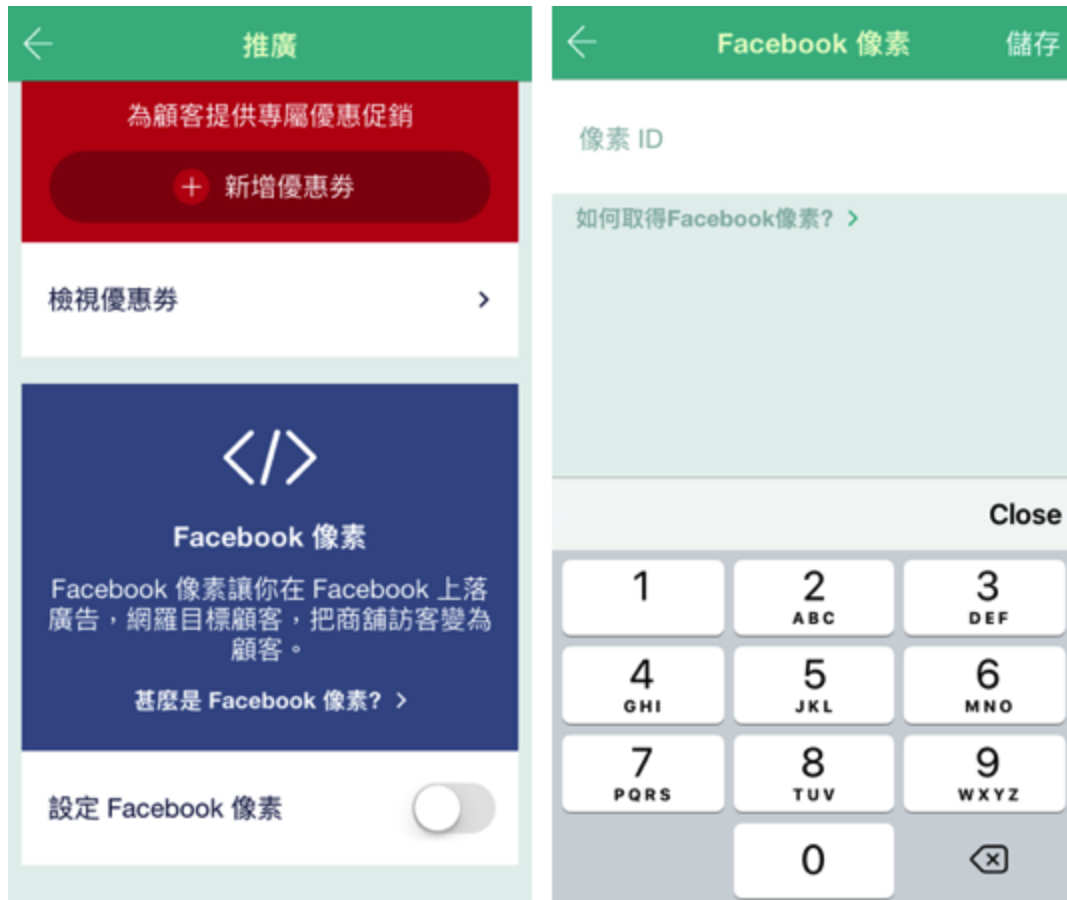 推廣
為顧客提供專屬優惠促銷
新增優惠券
檢視優惠券
Facebook 像素
Facebook 像素讓你在 Facebook 上落
廣告，網羅目標顧客，把商舖訪客變為
顧客。
甚麼是 Facebook 像素?
設定 Facebook 像素
Facebook 像素
儲存
像素 ID
如何取得Facebook像素?
Close
1
2
ABC
3
DEF
4
GHI
5
JKL
6
MNO
7
PQRS
8
TUV
9
WXYZ
0